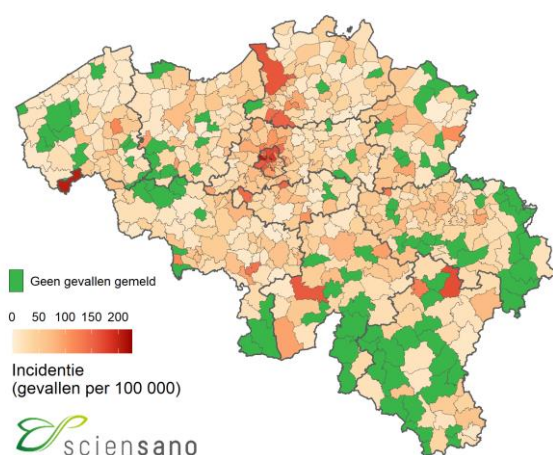 Geen gevallen gemeld
0 50 100 150 200
Incidentie
(gevallen per 100 000)
sciensano